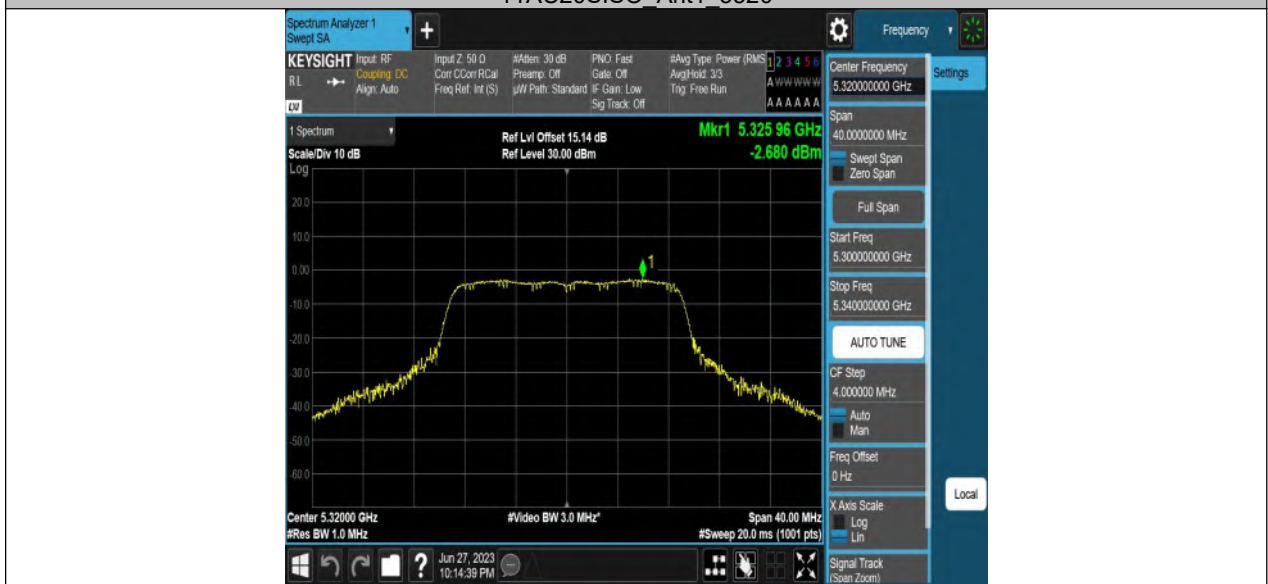 11AC20SISO_Ant1_5320
Spectrum Analyzer 1
Swept SA
+
Frequency
KEYSIGHT
RL
LXI
Input: RF
Coupling: DC
Align: Auto
Input Z: 50 Ω
Corr CCorr RCal
Freq Ref: Int (S)
#Atten: 30 dB
Preamp: Off
µW Path: Standard
PNO: Fast
Gate: Off
IF Gain: Low
Sig Track: Off
#Avg Type: Power (RMS
Avg|Hold: 3/3
Trig: Free Run
1 2 3 4 5 6
A W W W W W
A A A A A A
1 Spectrum
Scale/Div 10 dB
Log
Ref Lvl Offset 15.14 dB
Ref Level 30.00 dBm
Mkr1 5.325 96 GHz
-2.680 dBm
20.0
10.0
0.00
-10.0
-20.0
-30.0
-40.0
-50.0
-60.0
1
Center 5.32000 GHz
#Res BW 1.0 MHz
#Video BW 3.0 MHz*
Span 40.00 MHz
#Sweep 20.0 ms (1001 pts)
Jun 27, 2023
10:14:39 PM
?
Center Frequency
5.320000000 GHz
Settings
Span
40.0000000 MHz
Swept Span
Zero Span
Full Span
Start Freq
5.300000000 GHz
Stop Freq
5.340000000 GHz
AUTO TUNE
CF Step
4.000000 MHz
Auto
Man
Freq Offset
0 Hz
X Axis Scale
Log
Lin
Local
Signal Track
(Span Zoom)